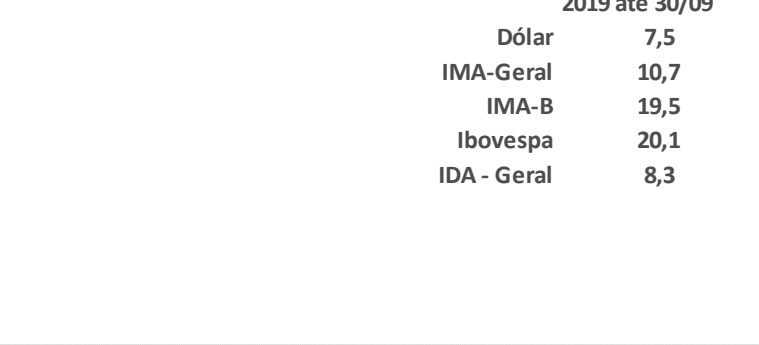 2019 até 30/09
Dólar 7,5
IMA-Geral 10,7
IMA-B 19,5
Ibovespa 20,1
IDA - Geral 8,3